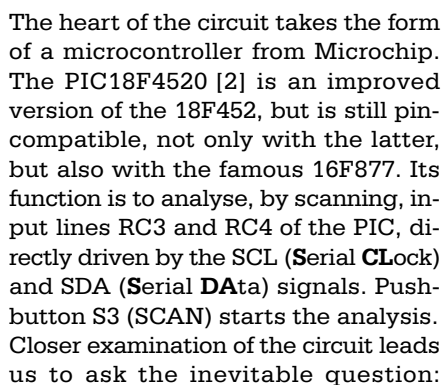 The heart of the circuit takes the form
of a microcontroller from Microchip.
The PIC18F4520 [2] is an improved
version of the 18F452, but is still pin-
compatible, not only with the latter,
but also with the famous 16F877. Its
function is to analyse, by scanning, in-
put lines RC3 and RC4 of the PIC, di-
rectly driven by the SCL (Serial CLock)
and SDA (Serial DAta) signals. Push-
button S3 (SCAN) starts the analysis.
Closer examination of the circuit leads
us to ask the inevitable question: